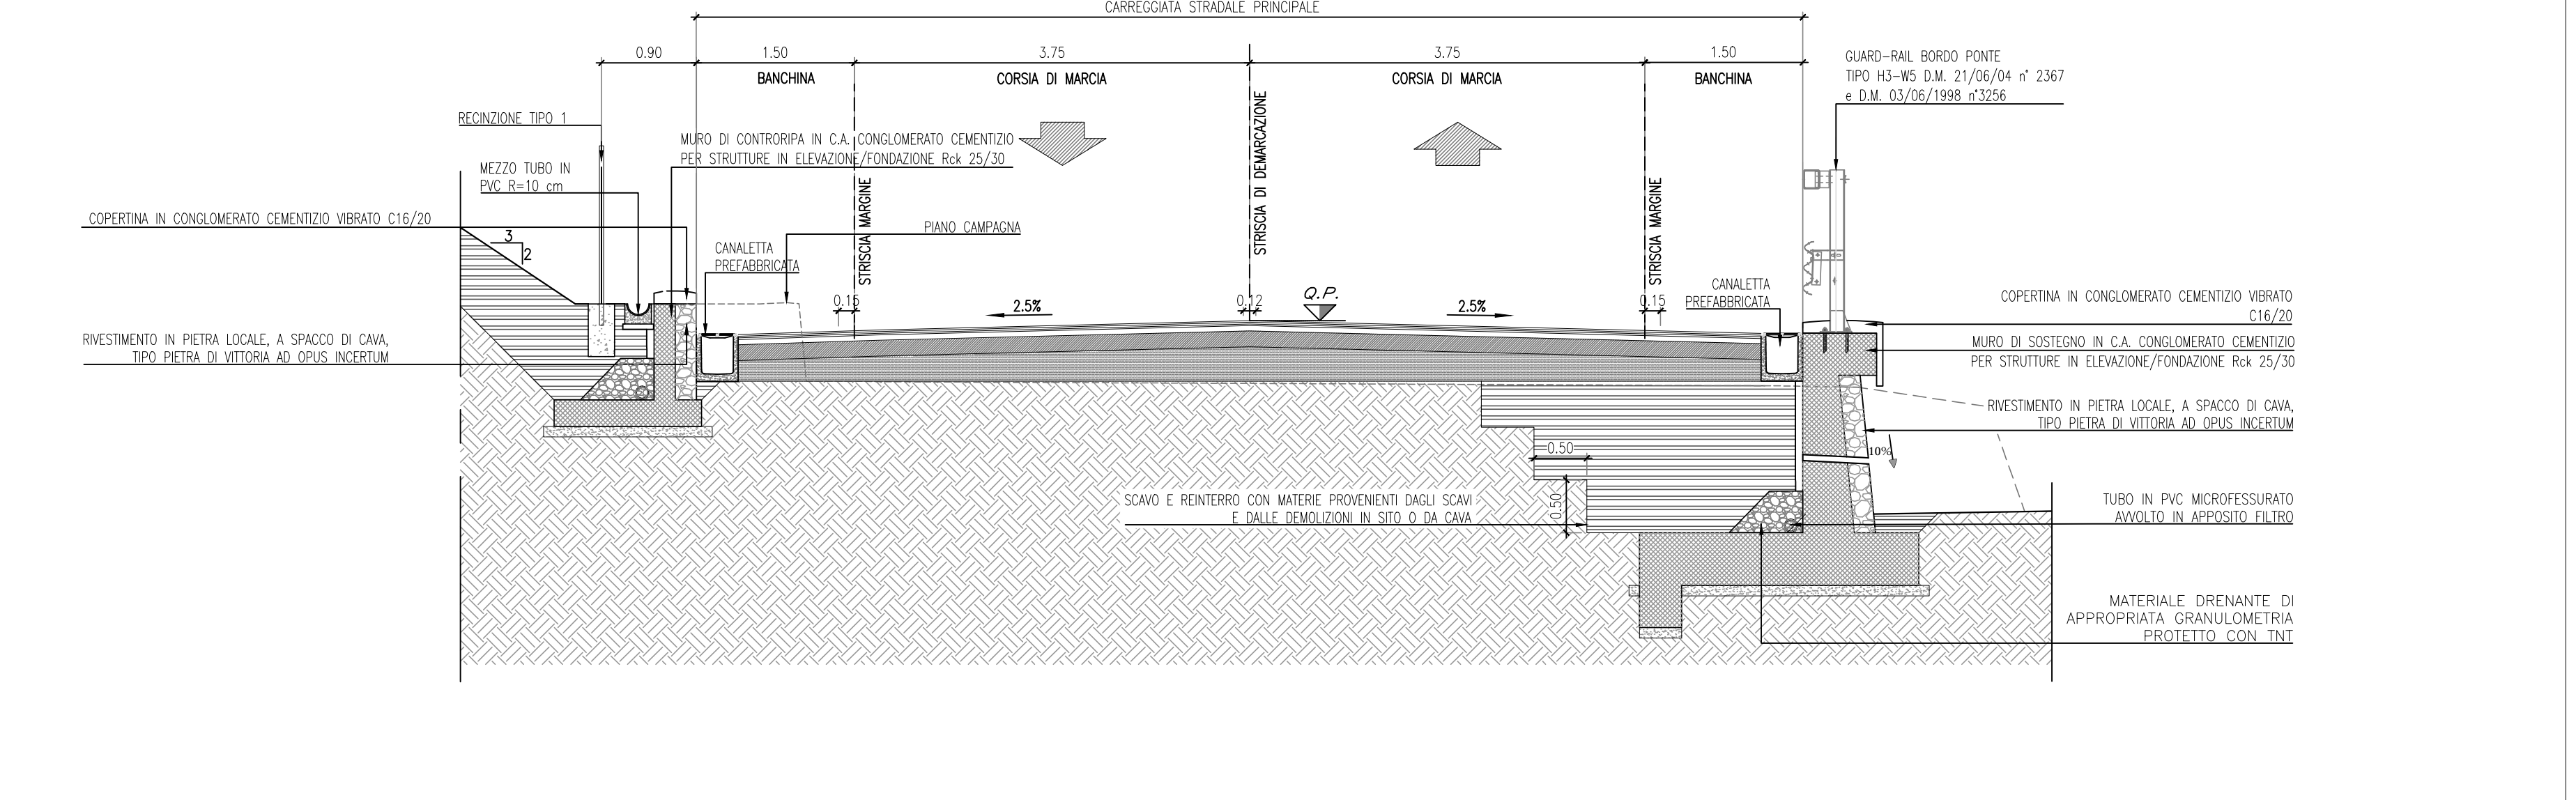 CARREGGIATA STRADALE PRINCIPALE
0.90
1.50
3.75
3.75
1.50
BANCHINA
CORSIA DI MARCIA
CORSIA DI MARCIA
BANCHINA
GUARD-RAIL BORDO PONTE
TIPO H3-W5 D.M. 21/06/04 n° 2367
e D.M. 03/06/1998 n°3256
RECINZIONE TIPO 1
MURO DI CONTRORIPA IN C.A. CONGLOMERATO CEMENTIZIO
PER STRUTTURE IN ELEVAZIONE/FONDAZIONE Rck 25/30
MEZZO TUBO IN
PVC R=10 cm
COPERTINA IN CONGLOMERATO CEMENTIZIO VIBRATO C16/20
PIANO CAMPAGNA
STRISCIA MARGINE
STRISCIA DI DEMARCAZIONE
STRISCIA MARGINE
3
2
CANALETTA
PREFABBRICATA
CANALETTA
PREFABBRICATA
0.15
2.5%
0.12
Q.P.
2.5%
0.15
COPERTINA IN CONGLOMERATO CEMENTIZIO VIBRATO
C16/20
RIVESTIMENTO IN PIETRA LOCALE, A SPACCO DI CAVA,
TIPO PIETRA DI VITTORIA AD OPUS INCERTUM
MURO DI SOSTEGNO IN C.A. CONGLOMERATO CEMENTIZIO
PER STRUTTURE IN ELEVAZIONE/FONDAZIONE Rck 25/30
RIVESTIMENTO IN PIETRA LOCALE, A SPACCO DI CAVA,
TIPO PIETRA DI VITTORIA AD OPUS INCERTUM
0.50
10%
0.50
SCAVO E REINTERRO CON MATERIE PROVENIENTI DAGLI SCAVI
E DALLE DEMOLIZIONI IN SITO O DA CAVA
TUBO IN PVC MICROFESSURATO
AVVOLTO IN APPOSITO FILTRO
MATERIALE DRENANTE DI
APPROPRIATA GRANULOMETRIA
PROTETTO CON TNT